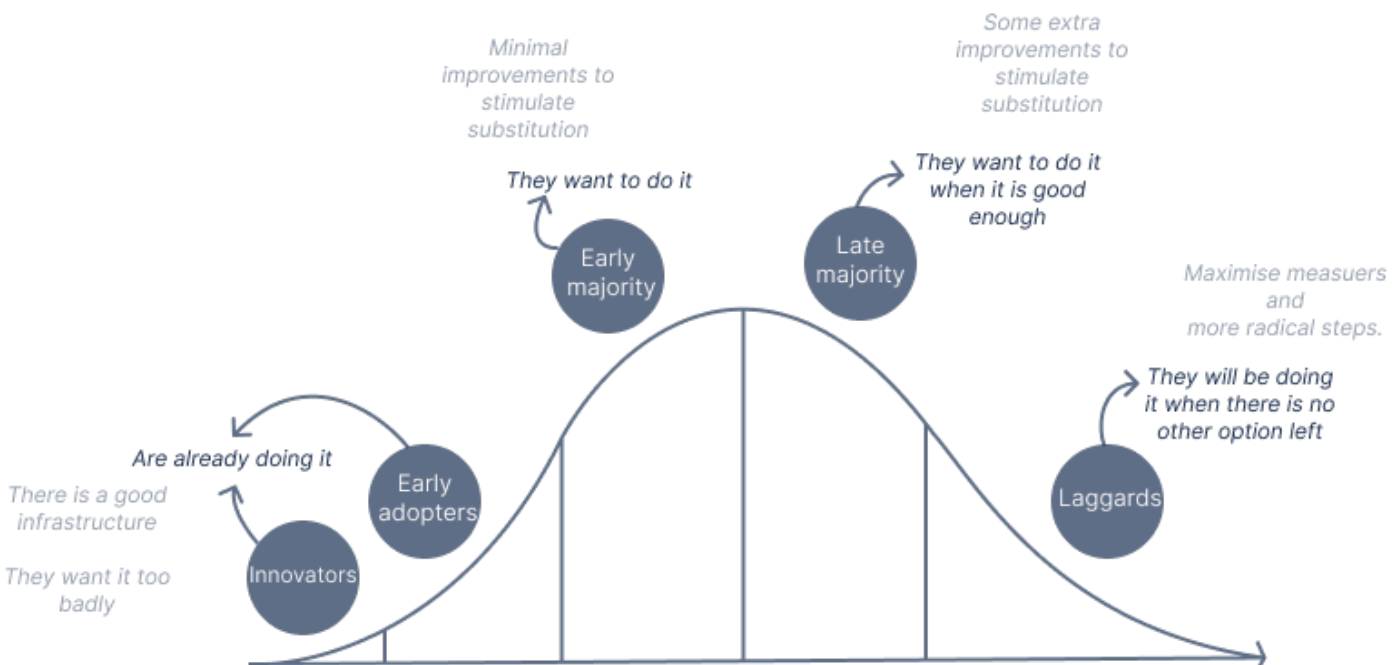 Some extra
improvements to
stimulate
substitution
Minimal
improvements to
stimulate
substitution
They want to do it
They want to do it
when it is good
enough
Early
majority
Late
majority
Maximise measuers
and
more radical steps.
They will be doing
it when there is no
other option left
Are already doing it
There is a good
infrastructure
They want it too
badly
Early
adopters
Innovators
Laggards